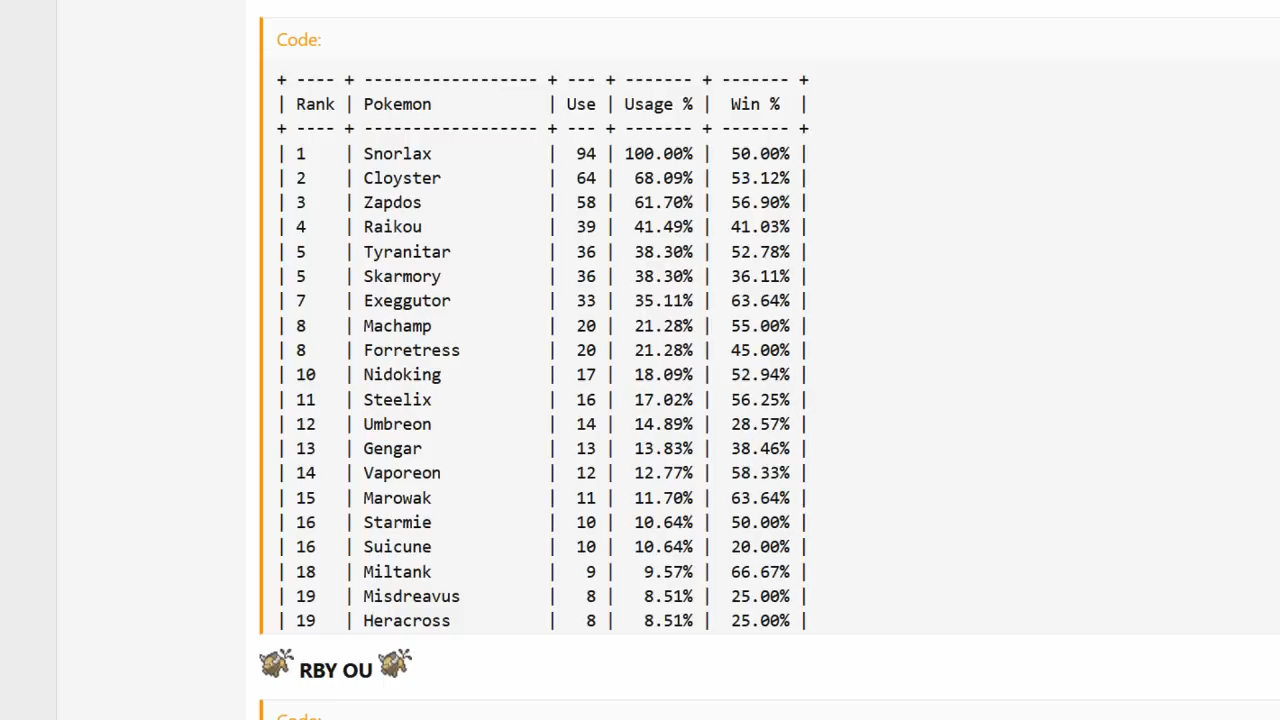 Code:
+ ---- + ------------------ + --- + ------- + ------- +
| Rank | Pokemon            | Use | Usage % |  Win %  |
+ ---- + ------------------ + --- + ------- + ------- +
| 1    | Snorlax            |  94 | 100.00% |  50.00% |
| 2    | Cloyster           |  64 |  68.09% |  53.12% |
| 3    | Zapdos             |  58 |  61.70% |  56.90% |
| 4    | Raikou             |  39 |  41.49% |  41.03% |
| 5    | Tyranitar          |  36 |  38.30% |  52.78% |
| 5    | Skarmory           |  36 |  38.30% |  36.11% |
| 7    | Exeggutor          |  33 |  35.11% |  63.64% |
| 8    | Machamp            |  20 |  21.28% |  55.00% |
| 8    | Forretress         |  20 |  21.28% |  45.00% |
| 10   | Nidoking           |  17 |  18.09% |  52.94% |
| 11   | Steelix            |  16 |  17.02% |  56.25% |
| 12   | Umbreon            |  14 |  14.89% |  28.57% |
| 13   | Gengar             |  13 |  13.83% |  38.46% |
| 14   | Vaporeon           |  12 |  12.77% |  58.33% |
| 15   | Marowak            |  11 |  11.70% |  63.64% |
| 16   | Starmie            |  10 |  10.64% |  50.00% |
| 16   | Suicune            |  10 |  10.64% |  20.00% |
| 18   | Miltank            |   9 |   9.57% |  66.67% |
| 19   | Misdreavus         |   8 |   8.51% |  25.00% |
| 19   | Heracross          |   8 |   8.51% |  25.00% |
RBY OU
Code: